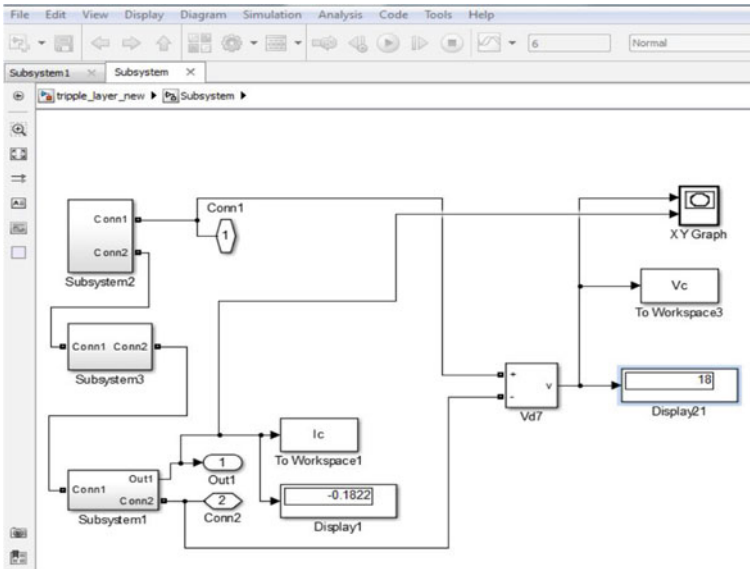 File Edit View Display Diagram Simulation Analysis Code Tools Help
6 Normal
Subsystem1 Subsystem
tripple_layer_new Subsystem
Conn1
Conn2
Subsystem2
Conn1
1
XY Graph
Vc
To Workspace3
Conn1 Conn2
Subsystem3
+
-
v
Vd7
18
Display21
Ic
To Workspace1
Conn1
Out1
Conn2
Subsystem1
1
Out1
2
Conn2
-0.1822
Display1